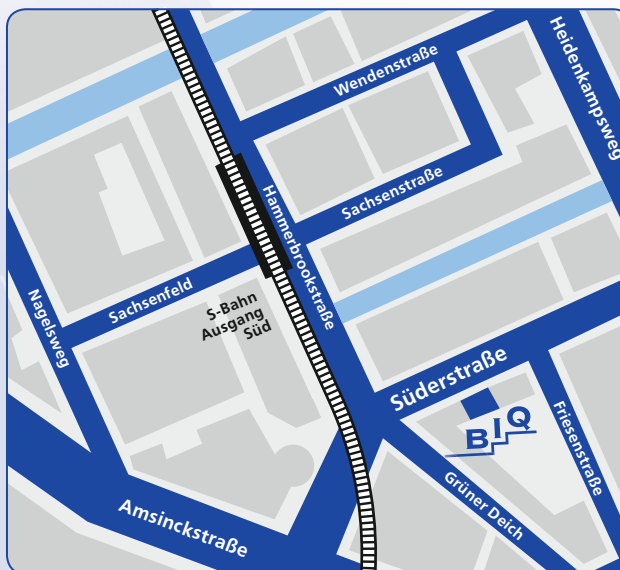 Heidenkampsweg
Wendenstraße
Sachsenstraße
Hammerbrookstraße
Sachsenfeld
Nagelsweg
S-Bahn
Ausgang
Süd
Süderstraße
BIQ
Friesenstraße
Grüner Deich
Amsinckstraße